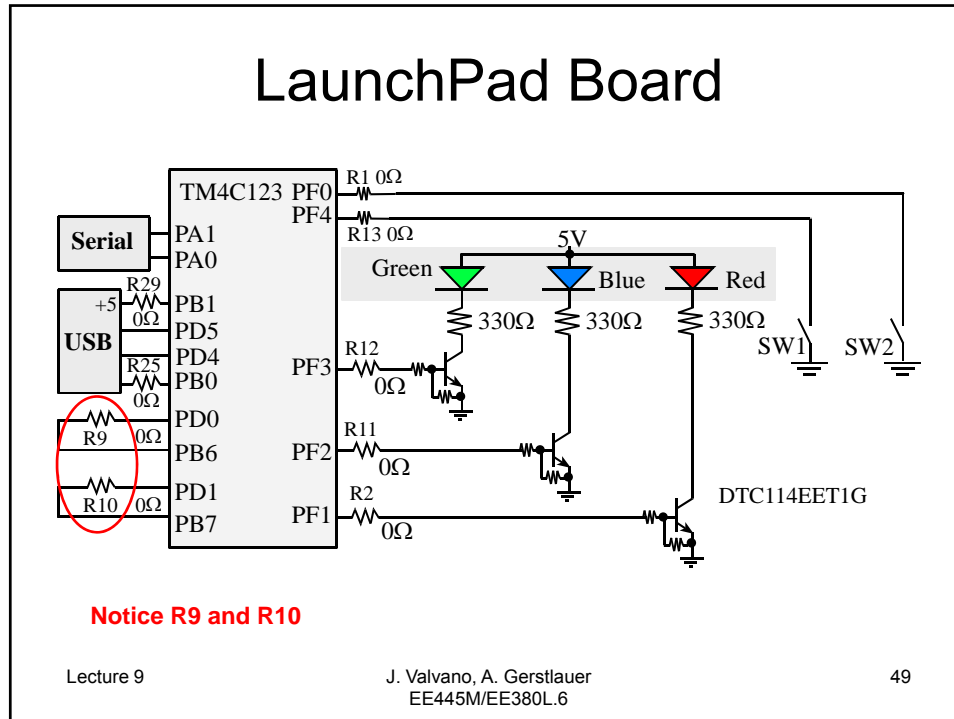 LaunchPad Board
R1 0Ω
TM4C123 PF0
PF4
R13 0Ω
Serial
PA1
PA0
5V
Green
Blue
Red
R29
+5
PB1
0Ω
USB
PD5
PD4
R25
PB0
0Ω
330Ω
330Ω
330Ω
SW1
SW2
R12
PF3
0Ω
PD0
R9
0Ω
PB6
R11
PF2
0Ω
PD1
R10
0Ω
PB7
R2
PF1
0Ω
DTC114EET1G
Notice R9 and R10
Lecture 9
J. Valvano, A. Gerstlauer
EE445M/EE380L.6
49